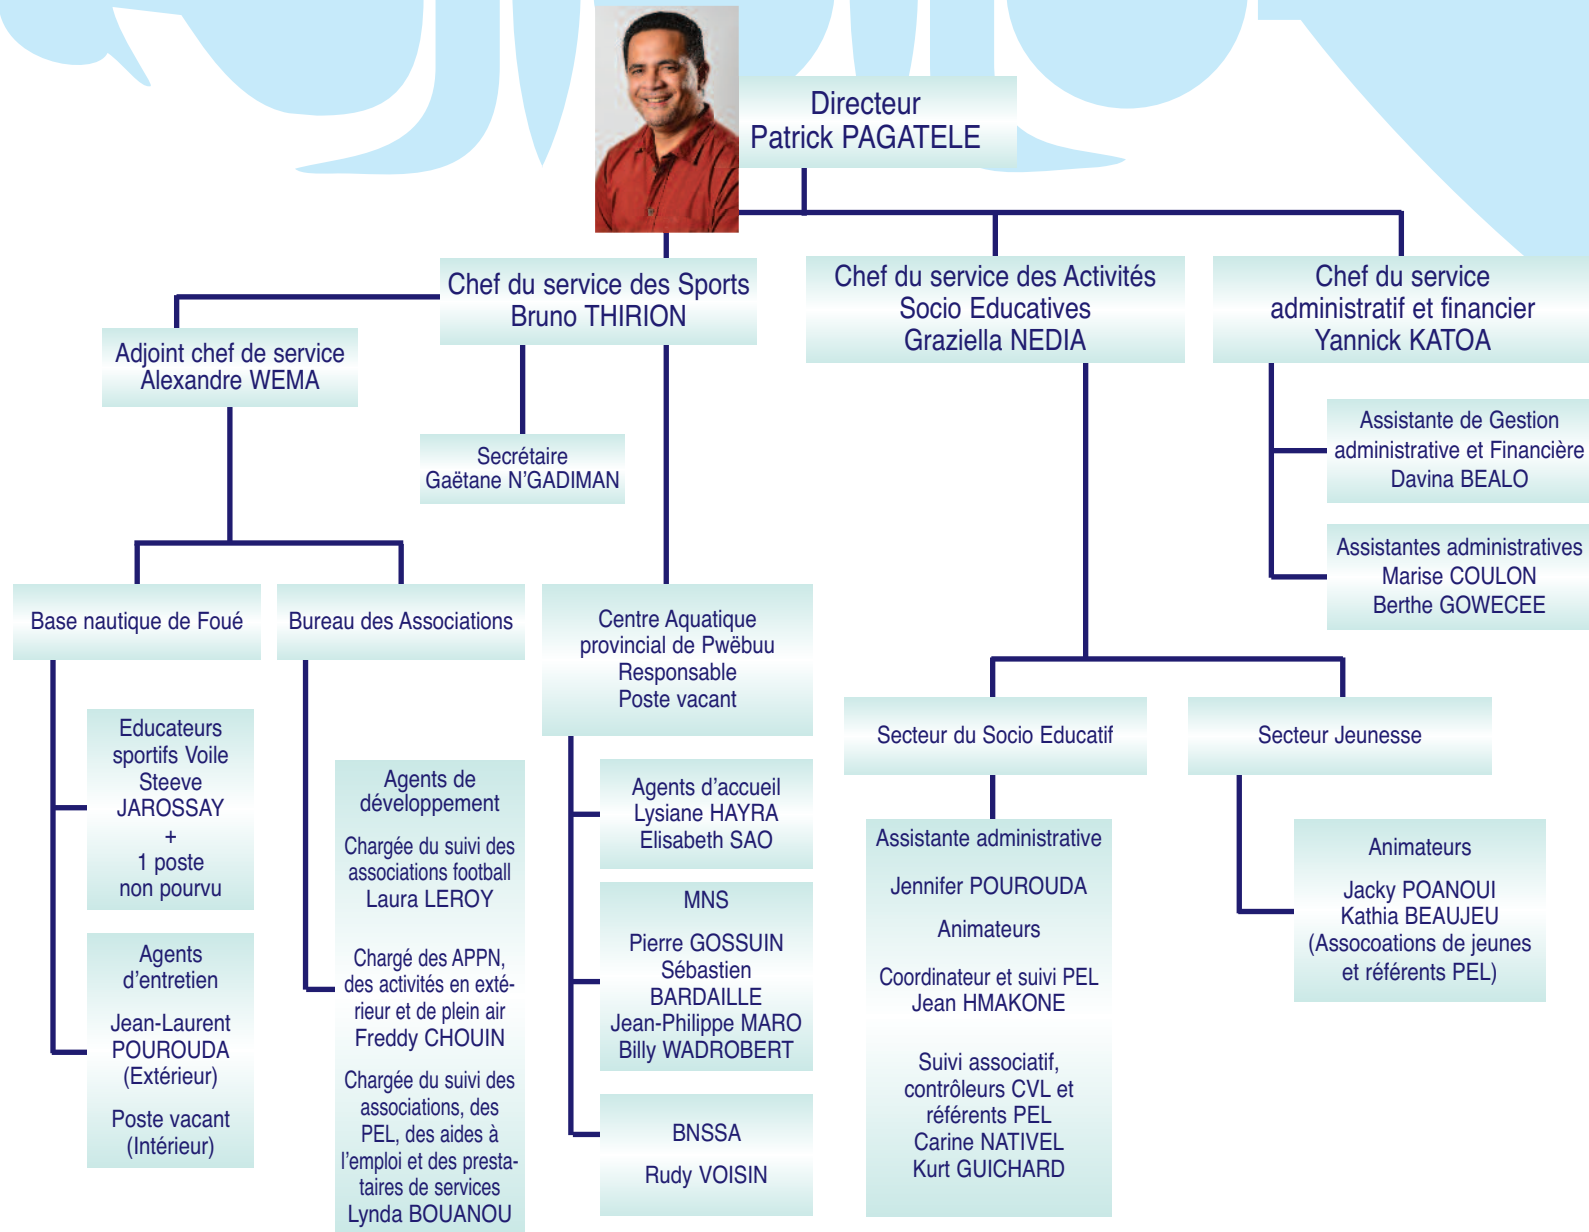 Directeur
Patrick PAGATELE
Chef du service des Sports
Bruno THIRION
Chef du service des Activités
Socio Educatives
Graziella NEDIA
Chef du service
administratif et financier
Yannick KATOA
Adjoint chef de service
Alexandre WEMA
Secrétaire
Gaëtane N'GADIMAN
Assistante de Gestion
administrative et Financière
Davina BEALO
Assistantes administratives
Marise COULON
Berthe GOWECEE
Base nautique de Foué
Educateurs
sportifs Voile
Steeve
JAROSSAY
+
1 poste
non pourvu
Agents
d'entretien
Jean-Laurent
POUROUDA
(Extérieur)
Poste vacant
(Intérieur)
Bureau des Associations
Agents de
développement
Chargée du suivi des
associations football
Laura LEROY
Chargé des APPN,
des activités en exté-
rieur et de plein air
Freddy CHOUIN
Chargée du suivi des
associations, des
PEL, des aides à
l'emploi et des presta-
taires de services
Lynda BOUANOU
Centre Aquatique
provincial de Pwëbuu
Responsable
Poste vacant
Agents d'accueil
Lysiane HAYRA
Elisabeth SAO
MNS
Pierre GOSSUIN
Sébastien
BARDAILLE
Jean-Philippe MARO
Billy WADROBERT
BNSSA
Rudy VOISIN
Secteur du Socio Educatif
Assistante administrative
Jennifer POUROUDA
Animateurs
Coordinateur et suivi PEL
Jean HMAKONE
Suivi associatif,
contrôleurs CVL et
référents PEL
Carine NATIVEL
Kurt GUICHARD
Secteur Jeunesse
Animateurs
Jacky POANOUI
Kathia BEAUJEU
(Assocoations de jeunes
et référents PEL)